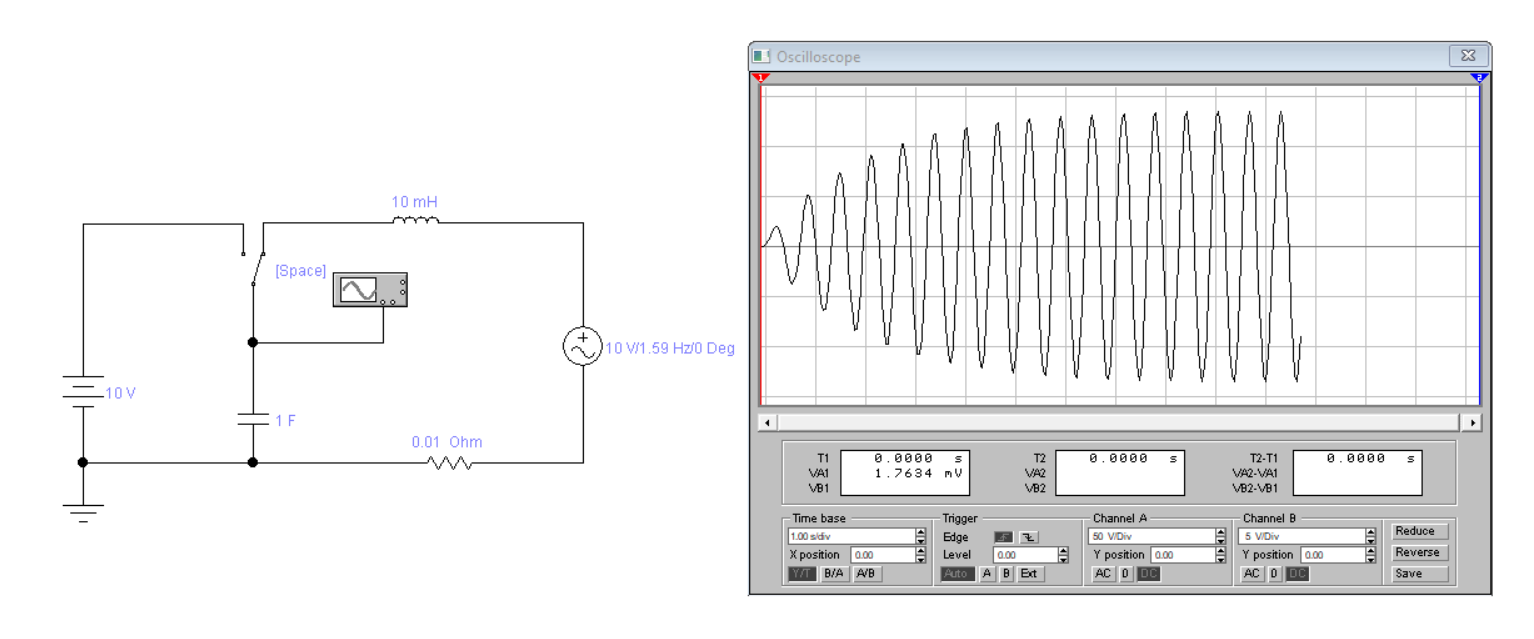 10 mH
[Space]
10 V/1.59 Hz/0 Deg
10 V
1 F
0.01 Ohm
Oscilloscope
1
2
T1 0.0000 s
VA1 1.7634 mV
VB1
T2 0.0000 s
VA2
VB2
T2-T1 0.0000 s
VA2-VA1
VB2-VB1
Time base
1.00 s/div
X position 0.00
Y/T B/A A/B
Trigger
Edge
Level 0.00
Auto A B Ext
Channel A
50 V/Div
Y position 0.00
AC 0 DC
Channel B
5 V/Div
Y position 0.00
AC 0 DC
Reduce
Reverse
Save